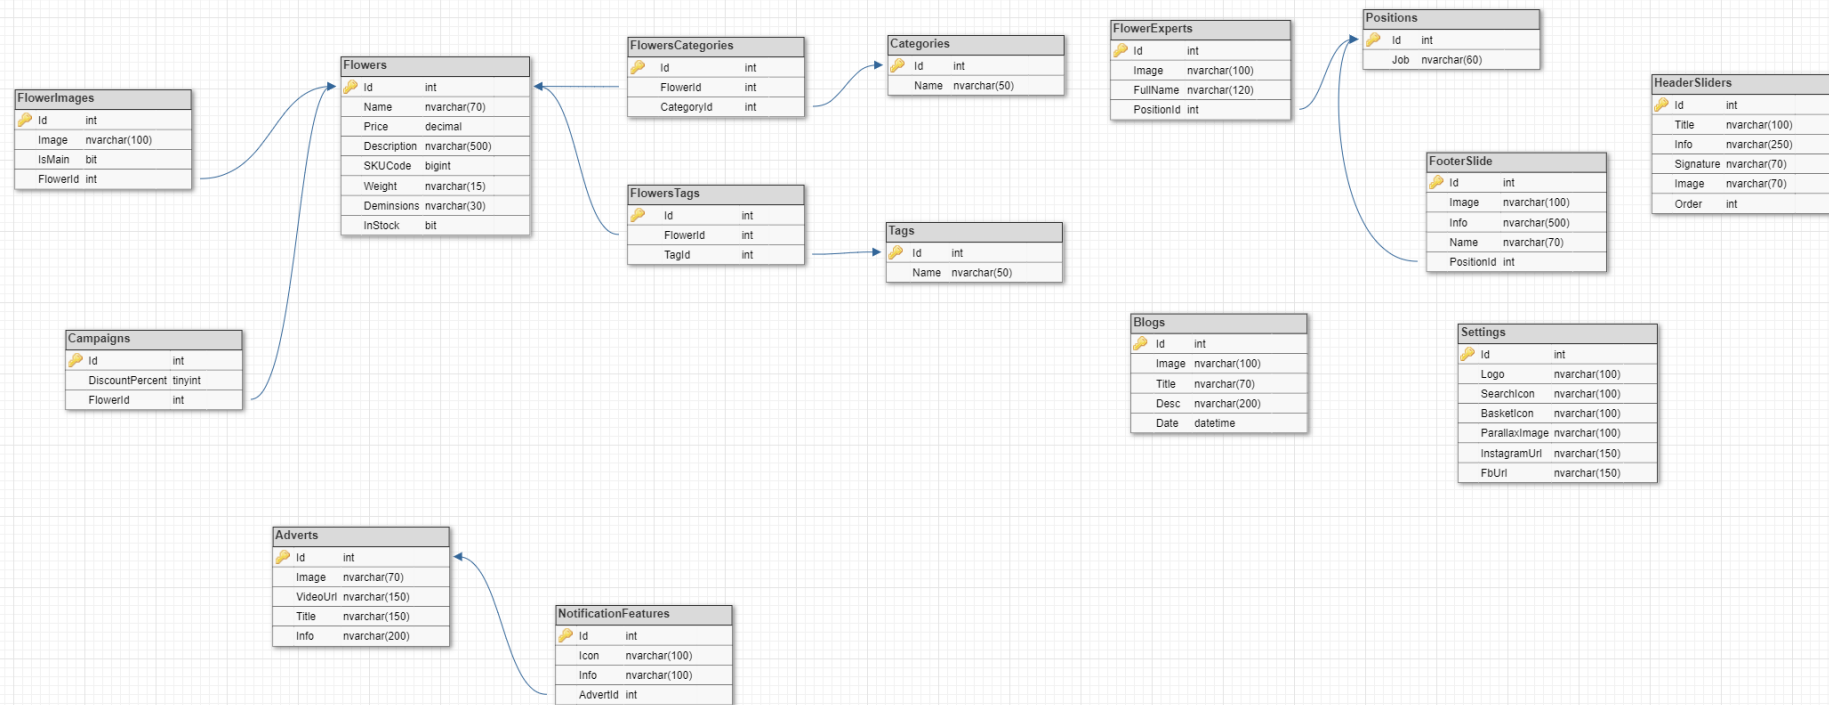 FlowerImages
Id int
Image nvarchar(100)
IsMain bit
FlowerId int
Flowers
Id int
Name nvarchar(70)
Price decimal
Description nvarchar(500)
SKUCode bigint
Weight nvarchar(15)
Deminsions nvarchar(30)
InStock bit
FlowersCategories
Id int
FlowerId int
CategoryId int
Categories
Id int
Name nvarchar(50)
FlowersTags
Id int
FlowerId int
TagId int
Tags
Id int
Name nvarchar(50)
FlowerExperts
Id int
Image nvarchar(100)
FullName nvarchar(120)
PositionId int
Positions
Id int
Job nvarchar(60)
HeaderSliders
Id int
Title nvarchar(100)
Info nvarchar(250)
Signature nvarchar(70)
Image nvarchar(70)
Order int
FooterSlide
Id int
Image nvarchar(100)
Info nvarchar(500)
Name nvarchar(70)
PositionId int
Campaigns
Id int
DiscountPercent tinyint
FlowerId int
Blogs
Id int
Image nvarchar(100)
Title nvarchar(70)
Desc nvarchar(200)
Date datetime
Settings
Id int
Logo nvarchar(100)
SearchIcon nvarchar(100)
BasketIcon nvarchar(100)
ParallaxImage nvarchar(100)
InstagramUrl nvarchar(150)
FbUrl nvarchar(150)
Adverts
Id int
Image nvarchar(70)
VideoUrl nvarchar(150)
Title nvarchar(150)
Info nvarchar(200)
NotificationFeatures
Id int
Icon nvarchar(100)
Info nvarchar(100)
AdvertId int